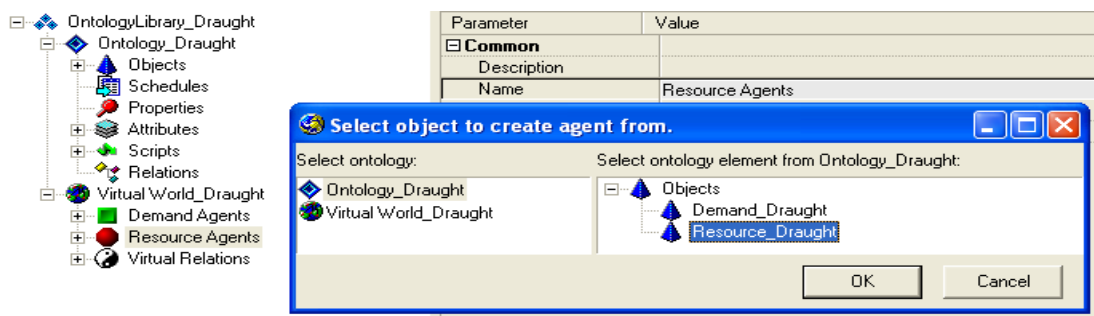 OntologyLibrary_Draught
Ontology_Draught
Objects
Schedules
Properties
Attributes
Scripts
Relations
Virtual World_Draught
Demand Agents
Resource Agents
Virtual Relations
Parameter Value
Common
Description
Name Resource Agents
Select object to create agent from.
Select ontology: Select ontology element from Ontology_Draught:
Ontology_Draught Objects
Virtual World_Draught Demand_Draught
Resource_Draught
OK Cancel